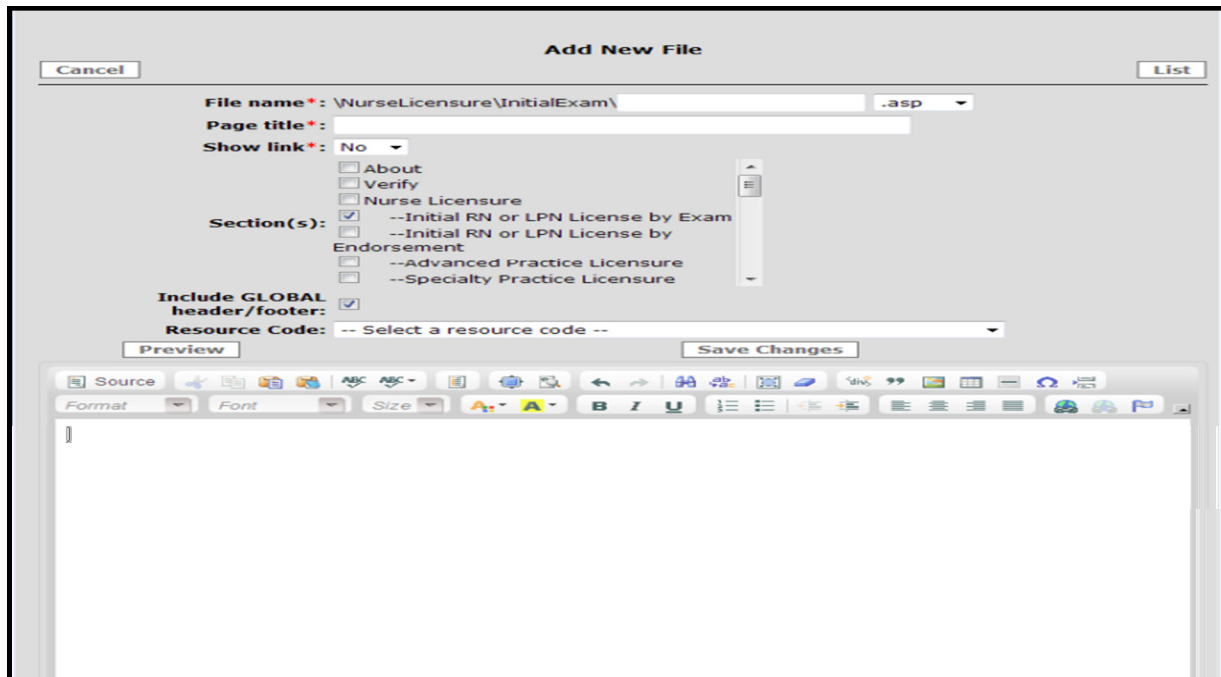 Add New File
Cancel
List
File name*: \NurseLicensure\InitialExam\ .asp
Page title*:
Show link*: No
About
Verify
Nurse Licensure
Section(s):
--Initial RN or LPN License by Exam
--Initial RN or LPN License by
Endorsement
--Advanced Practice Licensure
--Specialty Practice Licensure
Include GLOBAL
header/footer:
Resource Code: -- Select a resource code --
Preview
Save Changes
Source ABC ABC
Format Font Size A A B I U